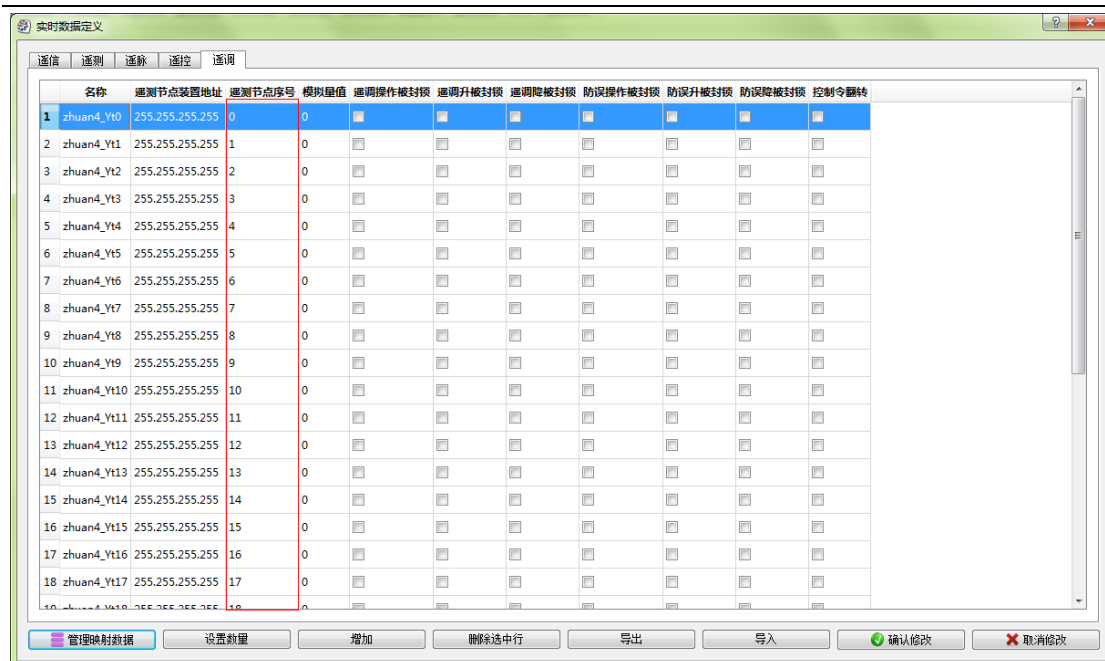 实时数据定义
遥信 遥测 遥脉 遥控 遥调
名称 遥测节点装置地址 遥测节点序号 模拟量值 遥调操作被封锁 遥调升被封锁 遥调降被封锁 防误操作被封锁 防误升被封锁 防误降被封锁 控制令翻转
1 zhuan4_Yt0 255.255.255.255 0 0
2 zhuan4_Yt1 255.255.255.255 1 0
3 zhuan4_Yt2 255.255.255.255 2 0
4 zhuan4_Yt3 255.255.255.255 3 0
5 zhuan4_Yt4 255.255.255.255 4 0
6 zhuan4_Yt5 255.255.255.255 5 0
7 zhuan4_Yt6 255.255.255.255 6 0
8 zhuan4_Yt7 255.255.255.255 7 0
9 zhuan4_Yt8 255.255.255.255 8 0
10 zhuan4_Yt9 255.255.255.255 9 0
11 zhuan4_Yt10 255.255.255.255 10 0
12 zhuan4_Yt11 255.255.255.255 11 0
13 zhuan4_Yt12 255.255.255.255 12 0
14 zhuan4_Yt13 255.255.255.255 13 0
15 zhuan4_Yt14 255.255.255.255 14 0
16 zhuan4_Yt15 255.255.255.255 15 0
17 zhuan4_Yt16 255.255.255.255 16 0
18 zhuan4_Yt17 255.255.255.255 17 0
19 zhuan4_Yt18 255.255.255.255 18 0
管理映射数据 设置数量 增加 删除选中行 导出 导入 确认修改 取消修改